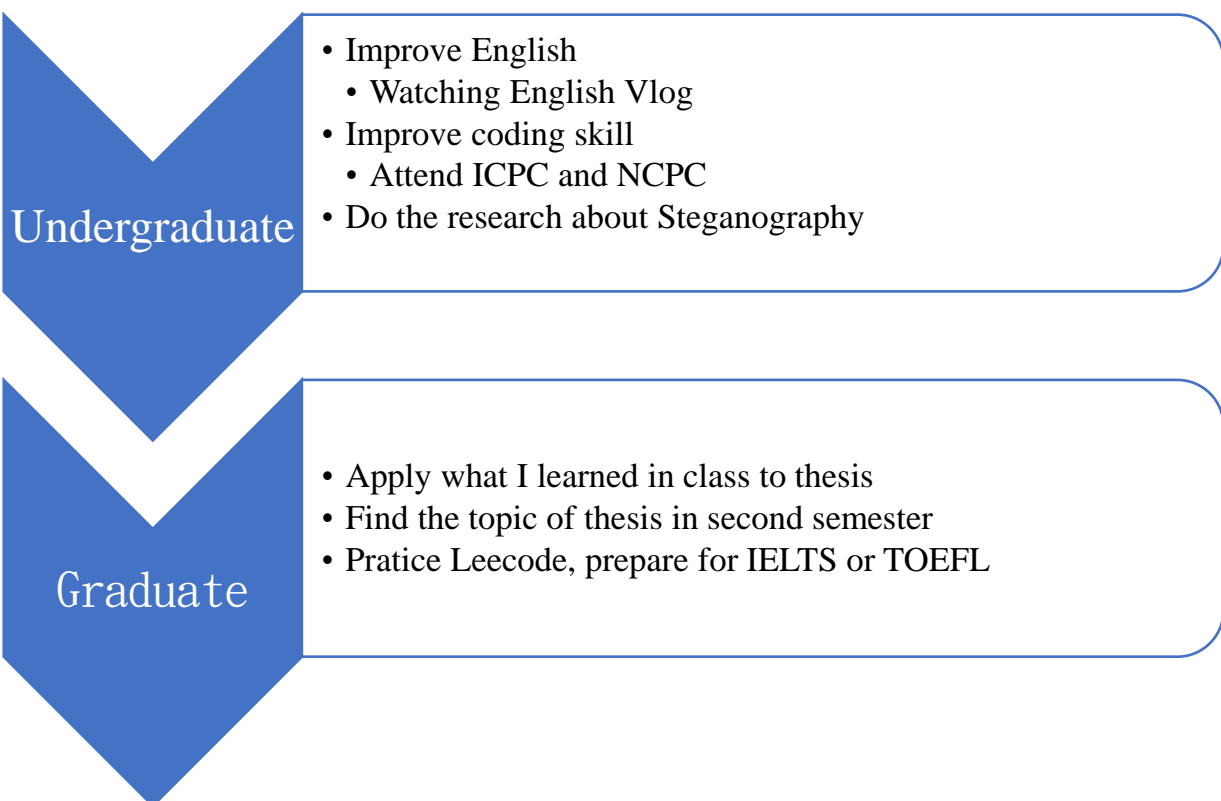 Undergraduate
• Improve English
• Watching English Vlog
• Improve coding skill
• Attend ICPC and NCPC
• Do the research about Steganography
Graduate
• Apply what I learned in class to thesis
• Find the topic of thesis in second semester
• Pratice Leecode, prepare for IELTS or TOEFL